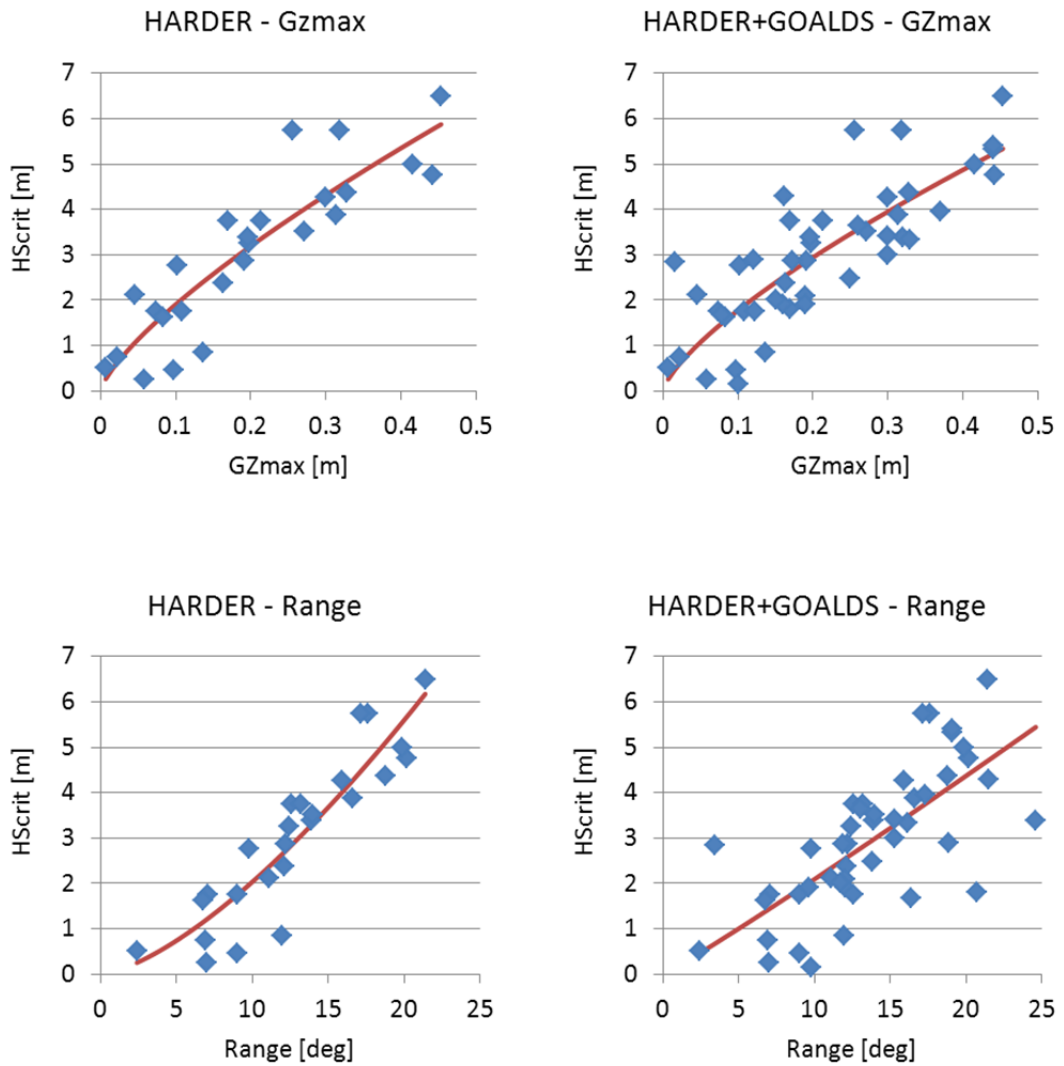 HARDER - Gzmax
7
6
5
4
3
2
1
0
HScrit [m]
0 0.1 0.2 0.3 0.4 0.5
GZmax [m]
HARDER+GOALDS - GZmax
7
6
5
4
3
2
1
0
HScrit [m]
0 0.1 0.2 0.3 0.4 0.5
GZmax [m]
HARDER - Range
7
6
5
4
3
2
1
0
HScrit [m]
0 5 10 15 20 25
Range [deg]
HARDER+GOALDS - Range
7
6
5
4
3
2
1
0
HScrit [m]
0 5 10 15 20 25
Range [deg]